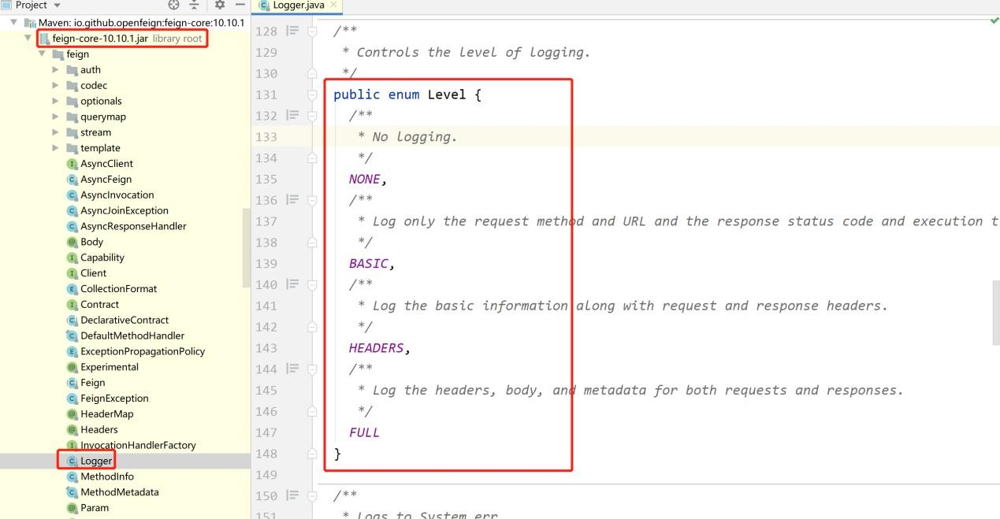 Project
Logger.java
Maven: io.github.openfeign:feign-core:10.10.1
feign-core-10.10.1.jar library root
feign
auth
codec
optionals
querymap
stream
template
I AsyncClient
C AsyncFeign
C AsyncInvocation
C AsyncJoinException
I AsyncResponseHandler
@ Body
I Capability
I Client
E CollectionFormat
I Contract
C DeclarativeContract
C DefaultMethodHandler
E ExceptionPropagationPolicy
@ Experimental
C Feign
C FeignException
@ HeaderMap
@ Headers
I InvocationHandlerFactory
C Logger
C MethodInfo
C MethodMetadata
@ Param
128 /**
129 * Controls the level of logging.
130 */
131 public enum Level {
132 /**
133 * No logging.
134 */
135 NONE,
136 /**
137 * Log only the request method and URL and the response status code and execution t
138 */
139 BASIC,
140 /**
141 * Log the basic information along with request and response headers.
142 */
143 HEADERS,
144 /**
145 * Log the headers, body, and metadata for both requests and responses.
146 */
147 FULL
148 }
149
150 /**
151 * Logs to System.err